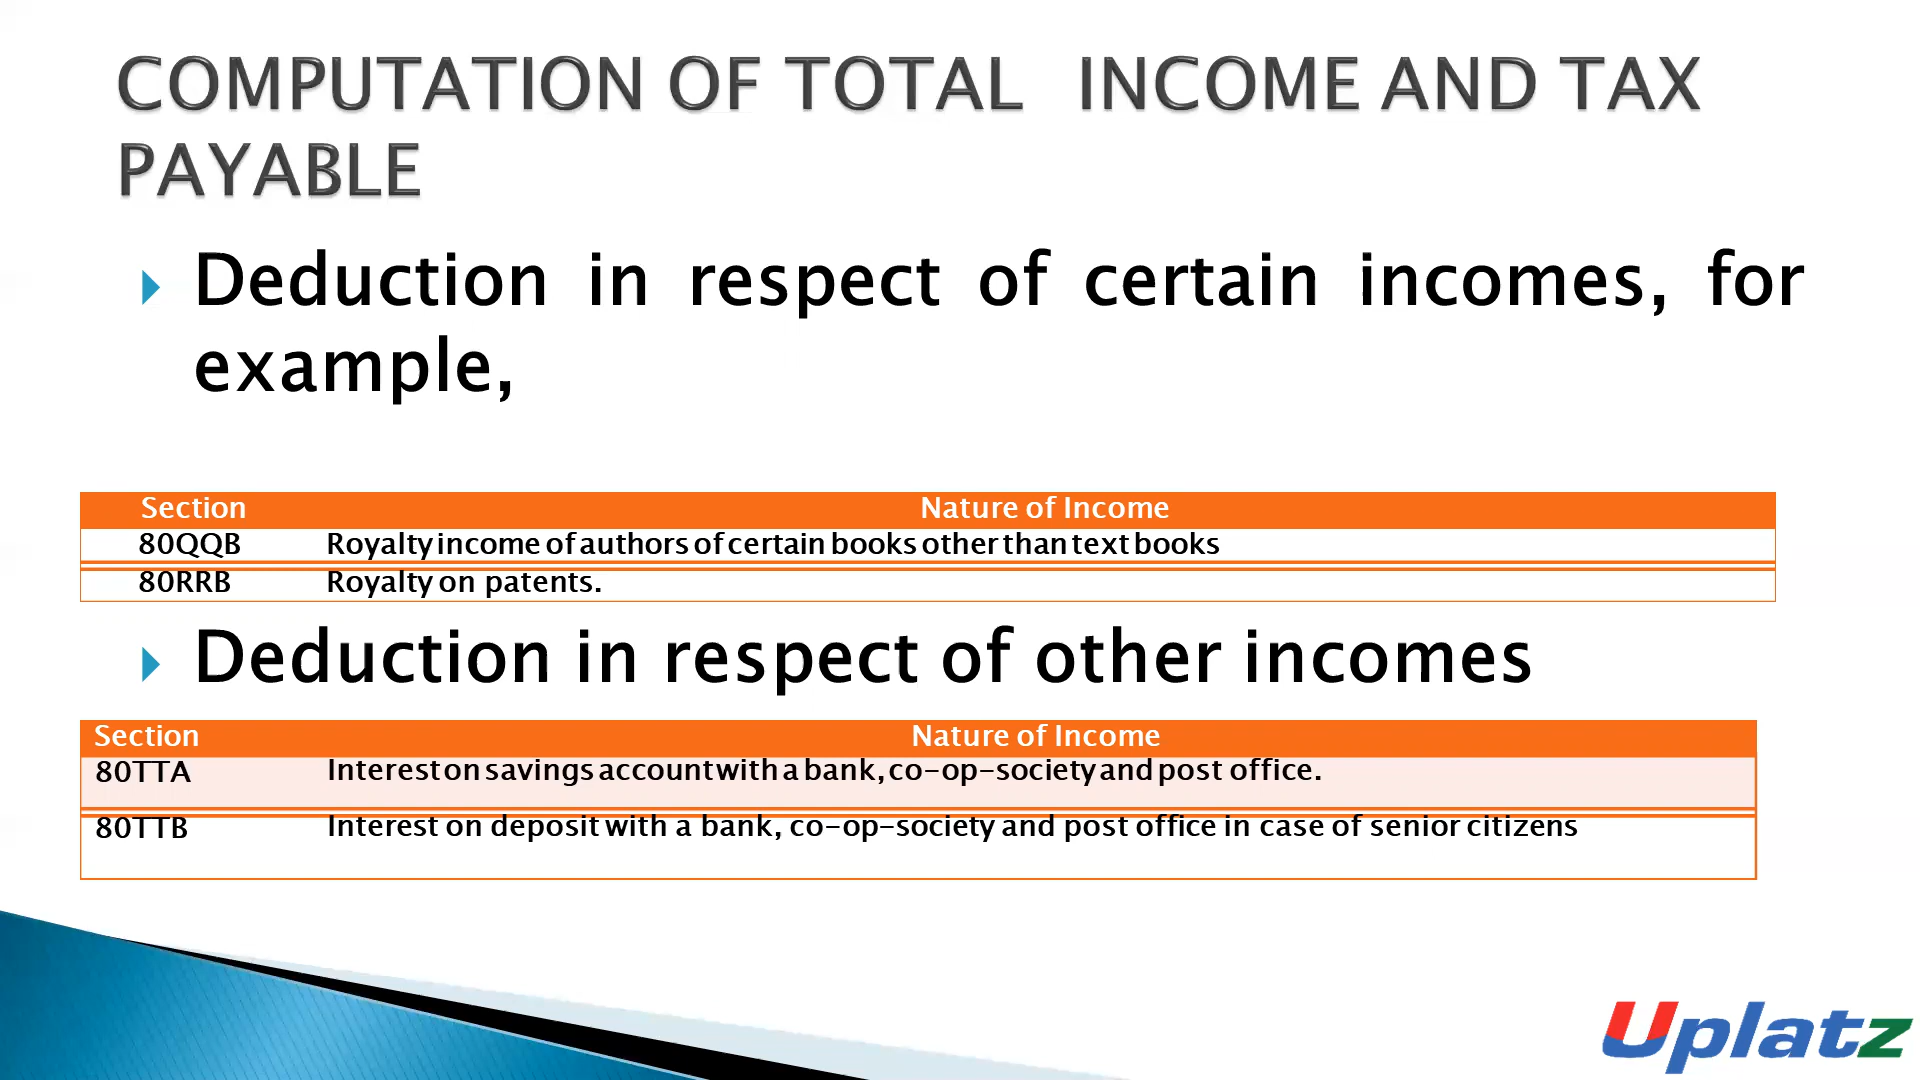 COMPUTATION OF TOTAL INCOME AND TAX
PAYABLE
Deduction in respect of certain incomes, for
example,
Section Nature of Income
80QQB Royalty income of authors of certain books other than text books
80RRB Royalty on patents.
Deduction in respect of other incomes
Section Nature of Income
80TTA Interest on savings account with a bank, co-op-society and post office.
80TTB Interest on deposit with a bank, co-op-society and post office in case of senior citizens
Uplatz